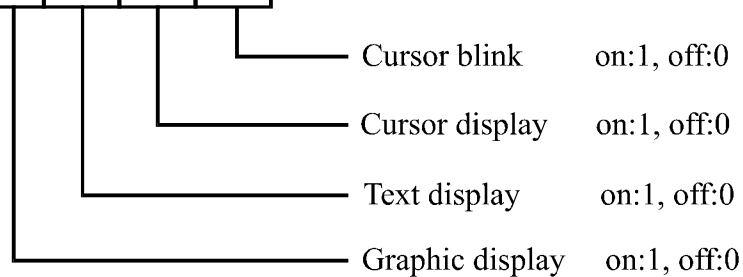 Cursor blink on:1, off:0
Cursor display on:1, off:0
Text display on:1, off:0
Graphic display on:1, off:0